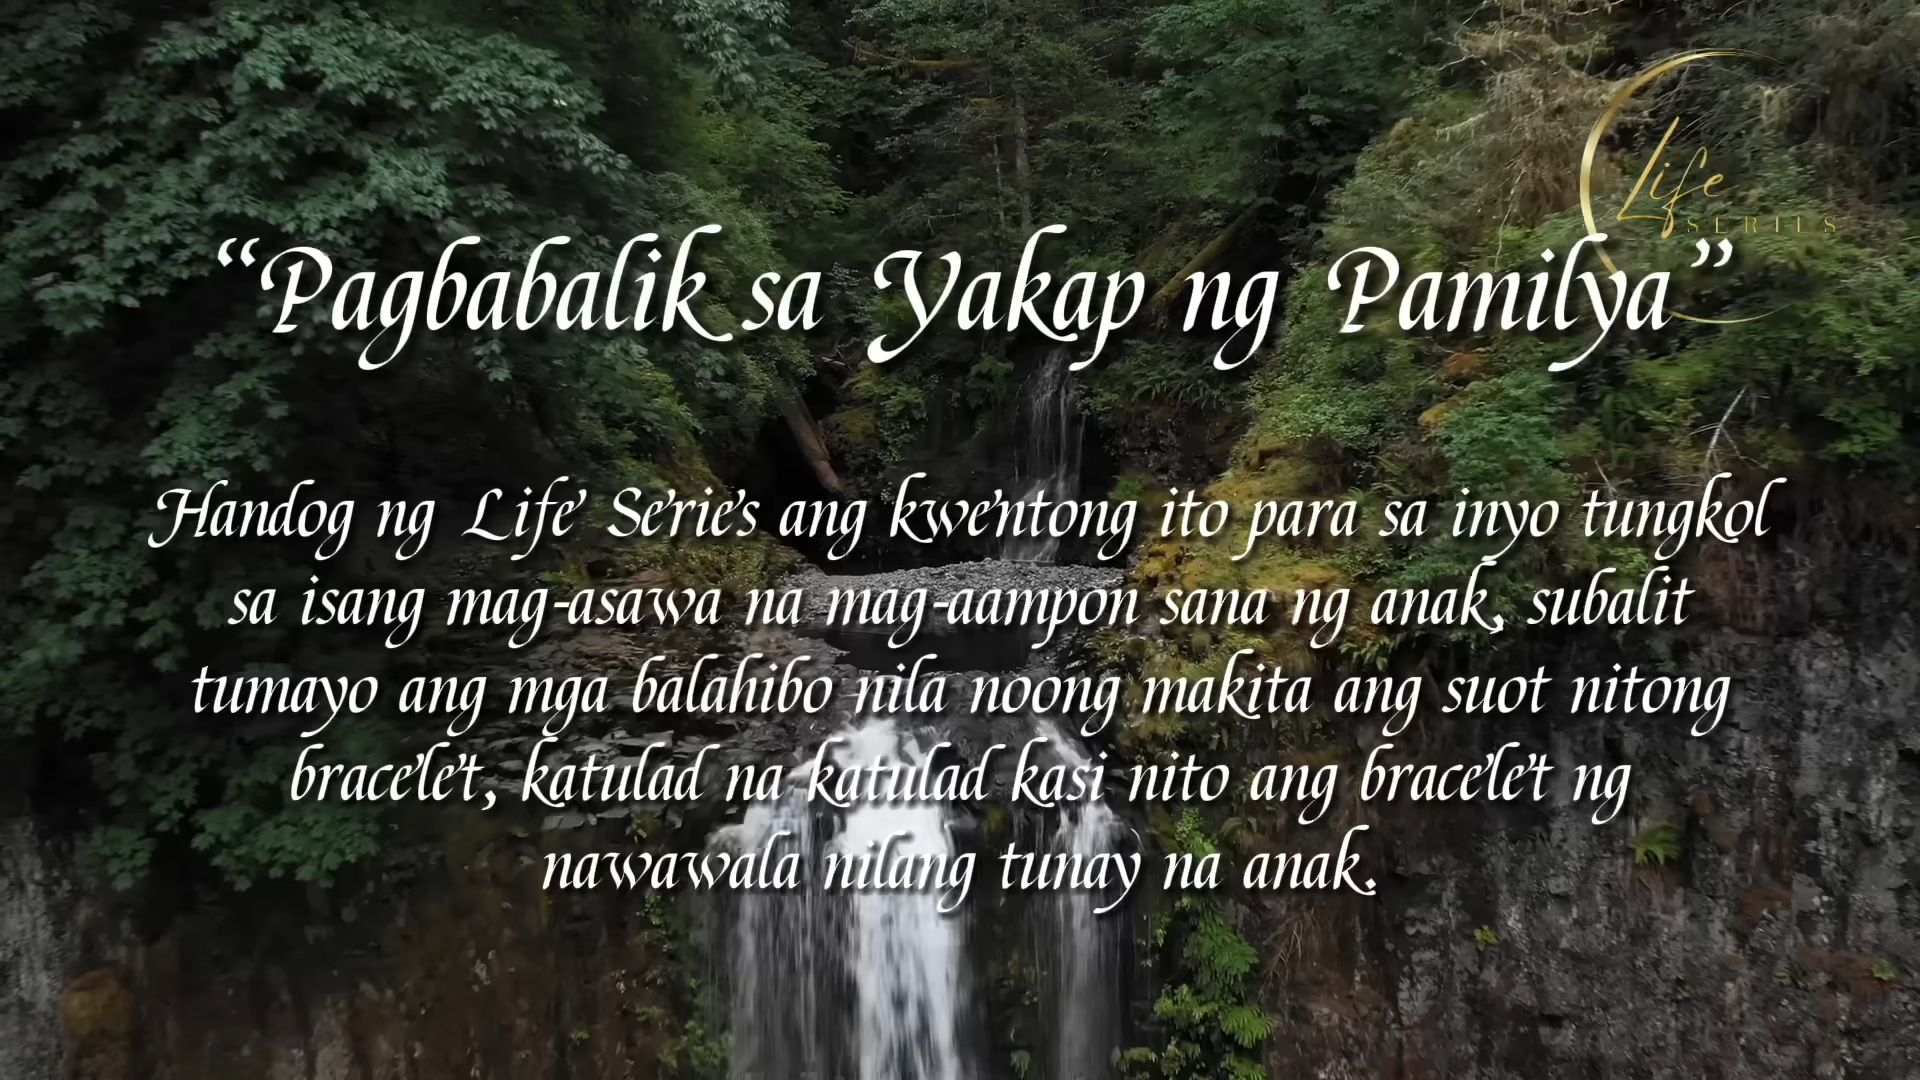 Life
SERIES
“Pagbabalik sa Yakap ng Pamilya”
Handog ng Life Series ang kwentong ito para sa inyo tungkol
sa isang mag-asawa na mag-aampon sana ng anak, subalit
tumayo ang mga balahibo nila noong makita ang suot nitong
bracelet, katulad na katulad kasi nito ang bracelet ng
nawawala nilang tunay na anak.